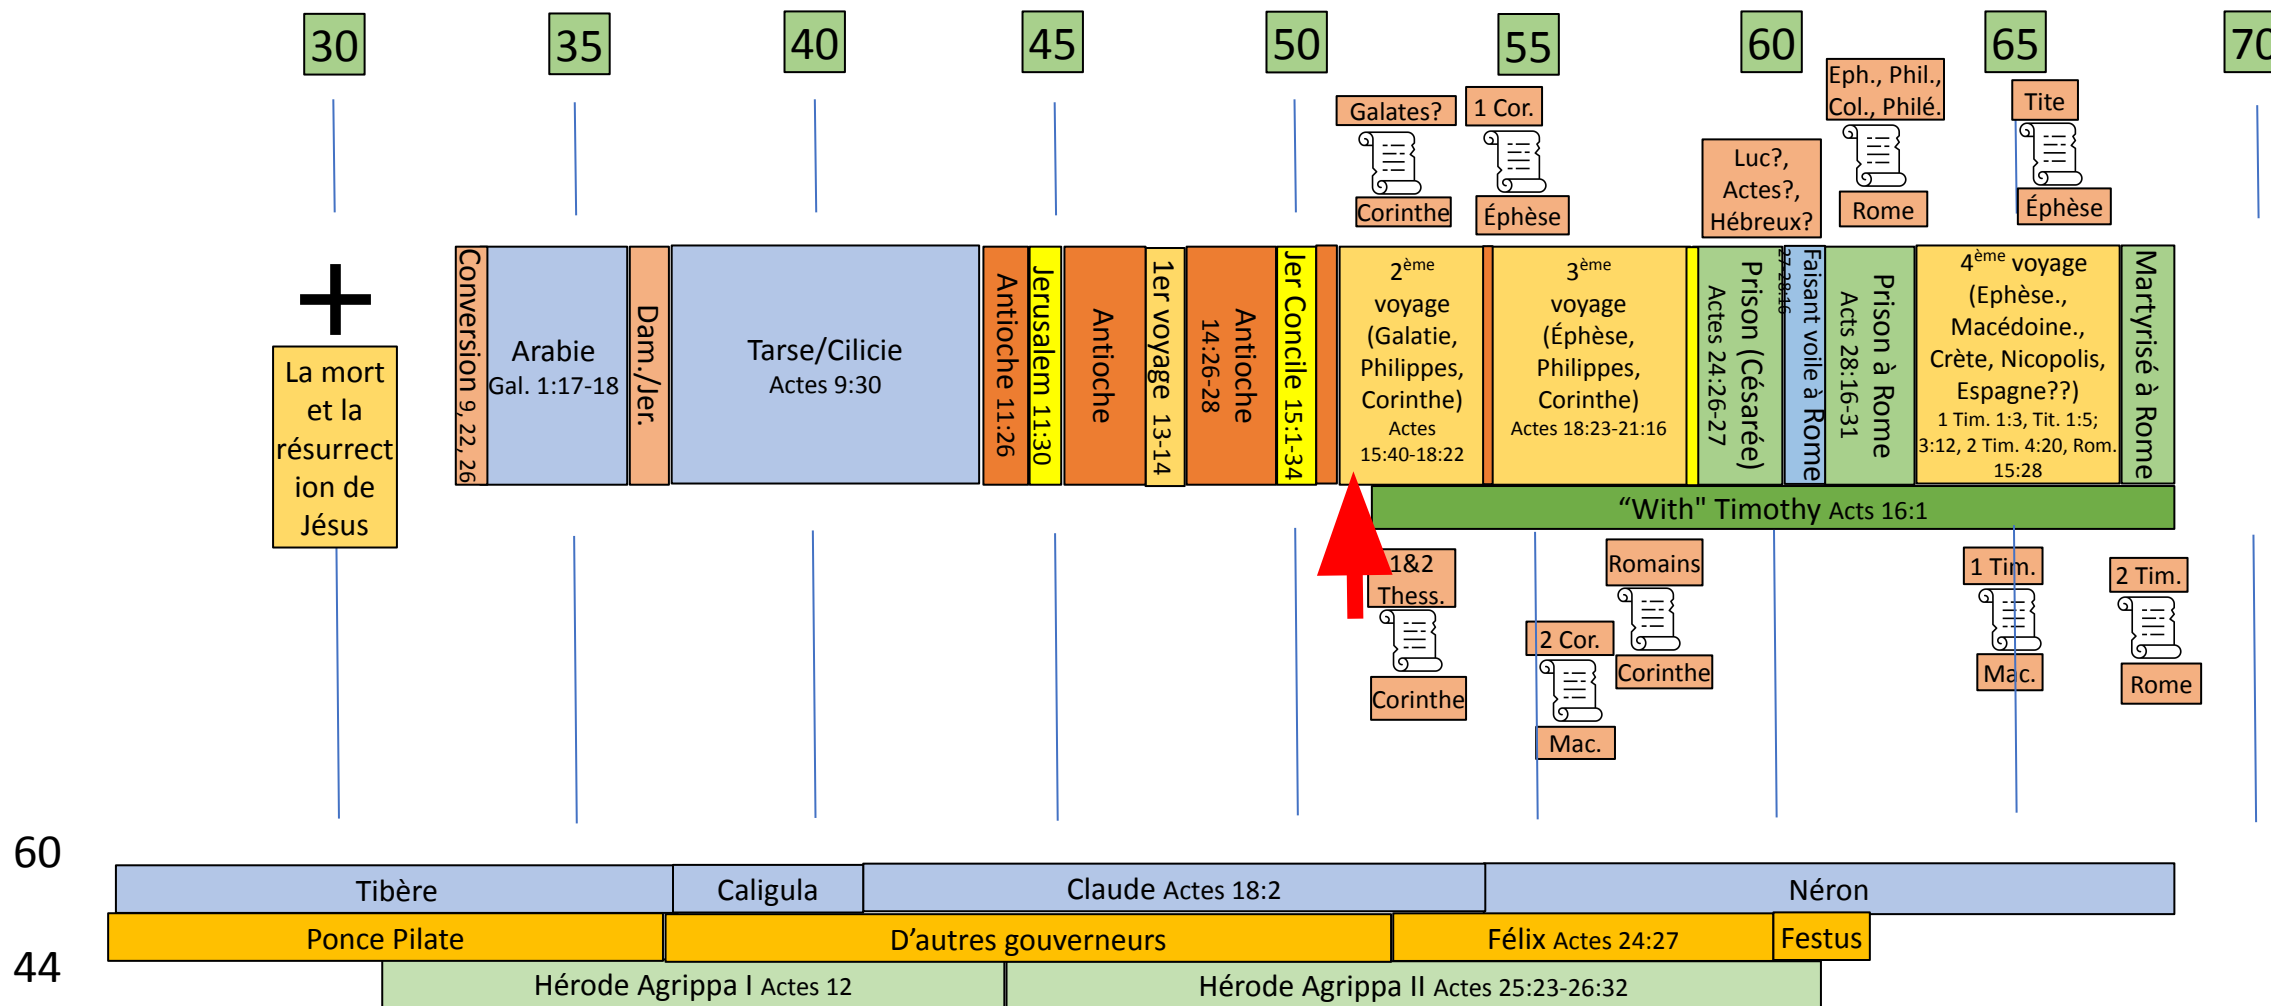 30
35
40
45
50
55
60
65
70
Galates?
Corinthe
1 Cor.
Éphèse
Luc?,
Actes?,
Hébreux?
Eph., Phil.,
Col., Philé.
Rome
Tite
Éphèse
La mort
et la
résurrect
ion de
Jésus
Conversion 9, 22, 26
Arabie
Gal. 1:17-18
Dam./Jer.
Tarse/Cilicie
Actes 9:30
Antioche 11:26
Jerusalem 11:30
Antioche
1er voyage 13-14
Antioche
14:26-28
Jer Concile 15:1-34
2ème
voyage
(Galatie,
Philippes,
Corinthe)
Actes
15:40-18:22
3ème
voyage
(Éphèse,
Philippes,
Corinthe)
Actes 18:23-21:16
Prison (Césarée)
Actes 24:26-27
Faisant voile à Rome
27-28:16
Prison à Rome
Acts 28:16-31
4ème voyage
(Ephèse.,
Macédoine.,
Crète, Nicopolis,
Espagne??)
1 Tim. 1:3, Tit. 1:5;
3:12, 2 Tim. 4:20, Rom.
15:28
Martyrisé à Rome
“With" Timothy Acts 16:1
1&2
Thess.
Corinthe
2 Cor.
Mac.
Romains
Corinthe
1 Tim.
Mac.
2 Tim.
Rome
60
Tibère
Caligula
Claude Actes 18:2
Néron
Ponce Pilate
D’autres gouverneurs
Félix Actes 24:27
Festus
44
Hérode Agrippa I Actes 12
Hérode Agrippa II Actes 25:23-26:32